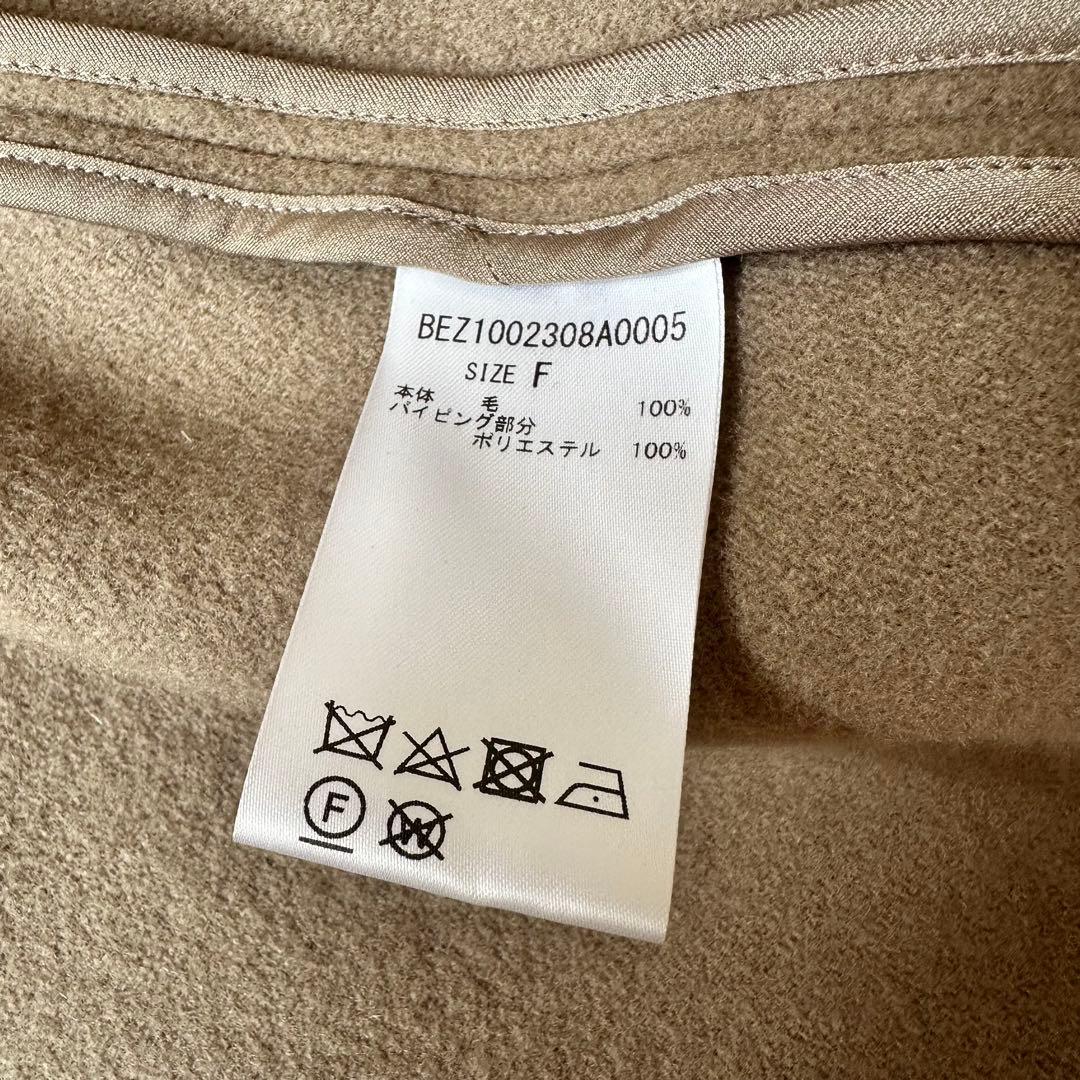 BEZ1002308A0005
SIZE F
本体 毛 100%
パイピング部分
ポリエステル 100%
F
W